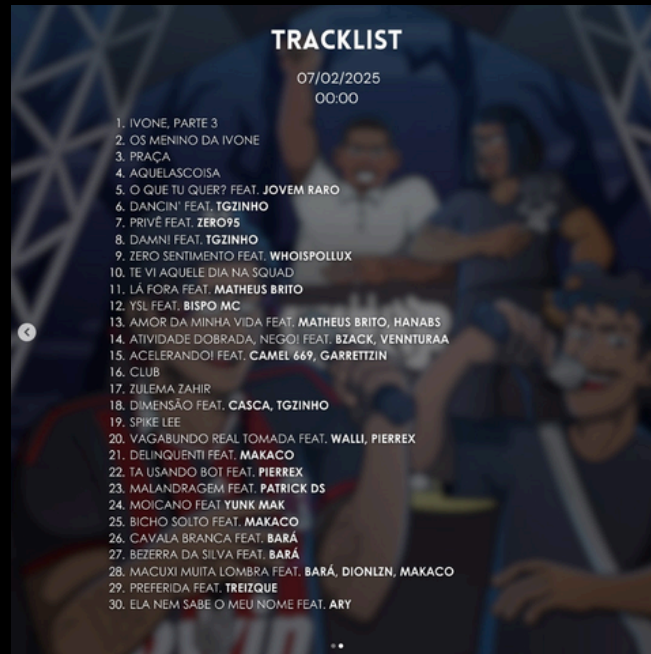 TRACKLIST
07/02/2025
00:00
1. IVONE, PARTE 3
2. OS MENINO DA IVONE
3. PRAÇA
4. AQUELASCOISA
5. O QUE TU QUER? FEAT. JOVEM RARO
6. DANCIN' FEAT. TGZINHO
7. PRIVÊ FEAT. ZERO95
8. DAMN! FEAT. TGZINHO
9. ZERO SENTIMENTO FEAT. WHOISPOLLUX
10. TE VI AQUELE DIA NA SQUAD
11. LÁ FORA FEAT. MATHEUS BRITO
12. YSL FEAT. BISPO MC
13. AMOR DA MINHA VIDA FEAT. MATHEUS BRITO, HANABS
14. ATIVIDADE DOBRADA, NEGO! FEAT. BZACK, VENNTURAA
15. ACELERANDO! FEAT. CAMEL 669, GARRETTZIN
16. CLUB
17. ZULEMA ZAHIR
18. DIMENSÃO FEAT. CASCA, TGZINHO
19. SPIKE LEE
20. VAGABUNDO REAL TOMADA FEAT. WALLI, PIERREX
21. DELINQUENTI FEAT. MAKACO
22. TA USANDO BOT FEAT. PIERREX
23. MALANDRAGEM FEAT. PATRICK DS
24. MOICANO FEAT YUNK MAK
25. BICHO SOLTO FEAT. MAKACO
26. CAVALA BRANCA FEAT. BARÁ
27. BEZERRA DA SILVA FEAT. BARÁ
28. MACUXI MUITA LOMBRA FEAT. BARÁ, DIONLZN, MAKACO
29. PREFERIDA FEAT. TREIZQUE
30. ELA NEM SABE O MEU NOME FEAT. ARY